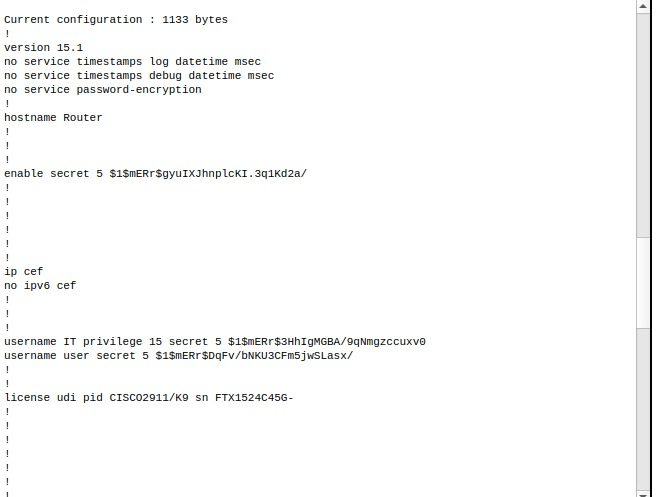 Current configuration : 1133 bytes
!
version 15.1
no service timestamps log datetime msec
no service timestamps debug datetime msec
no service password-encryption
!
hostname Router
!
!
!
enable secret 5 $1$mERr$gyuIXJhnplcKI.3q1Kd2a/
!
!
!
!
!
!
ip cef
no ipv6 cef
!
!
!
username IT privilege 15 secret 5 $1$mERr$3HhIgMGBA/9qNmgzccuxv0
username user secret 5 $1$mERr$DqFv/bNKU3CFm5jwSLasx/
!
!
license udi pid CISCO2911/K9 sn FTX1524C45G-
!
!
!
!
!
!
!